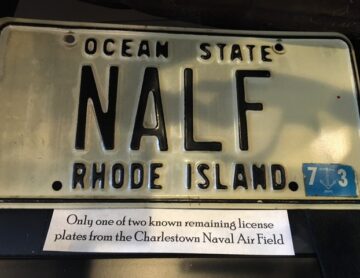 OCEAN STATE
NALF
RHODE ISLAND
73
Only one of two known remaining license
plates from the Charlestown Naval Air Field